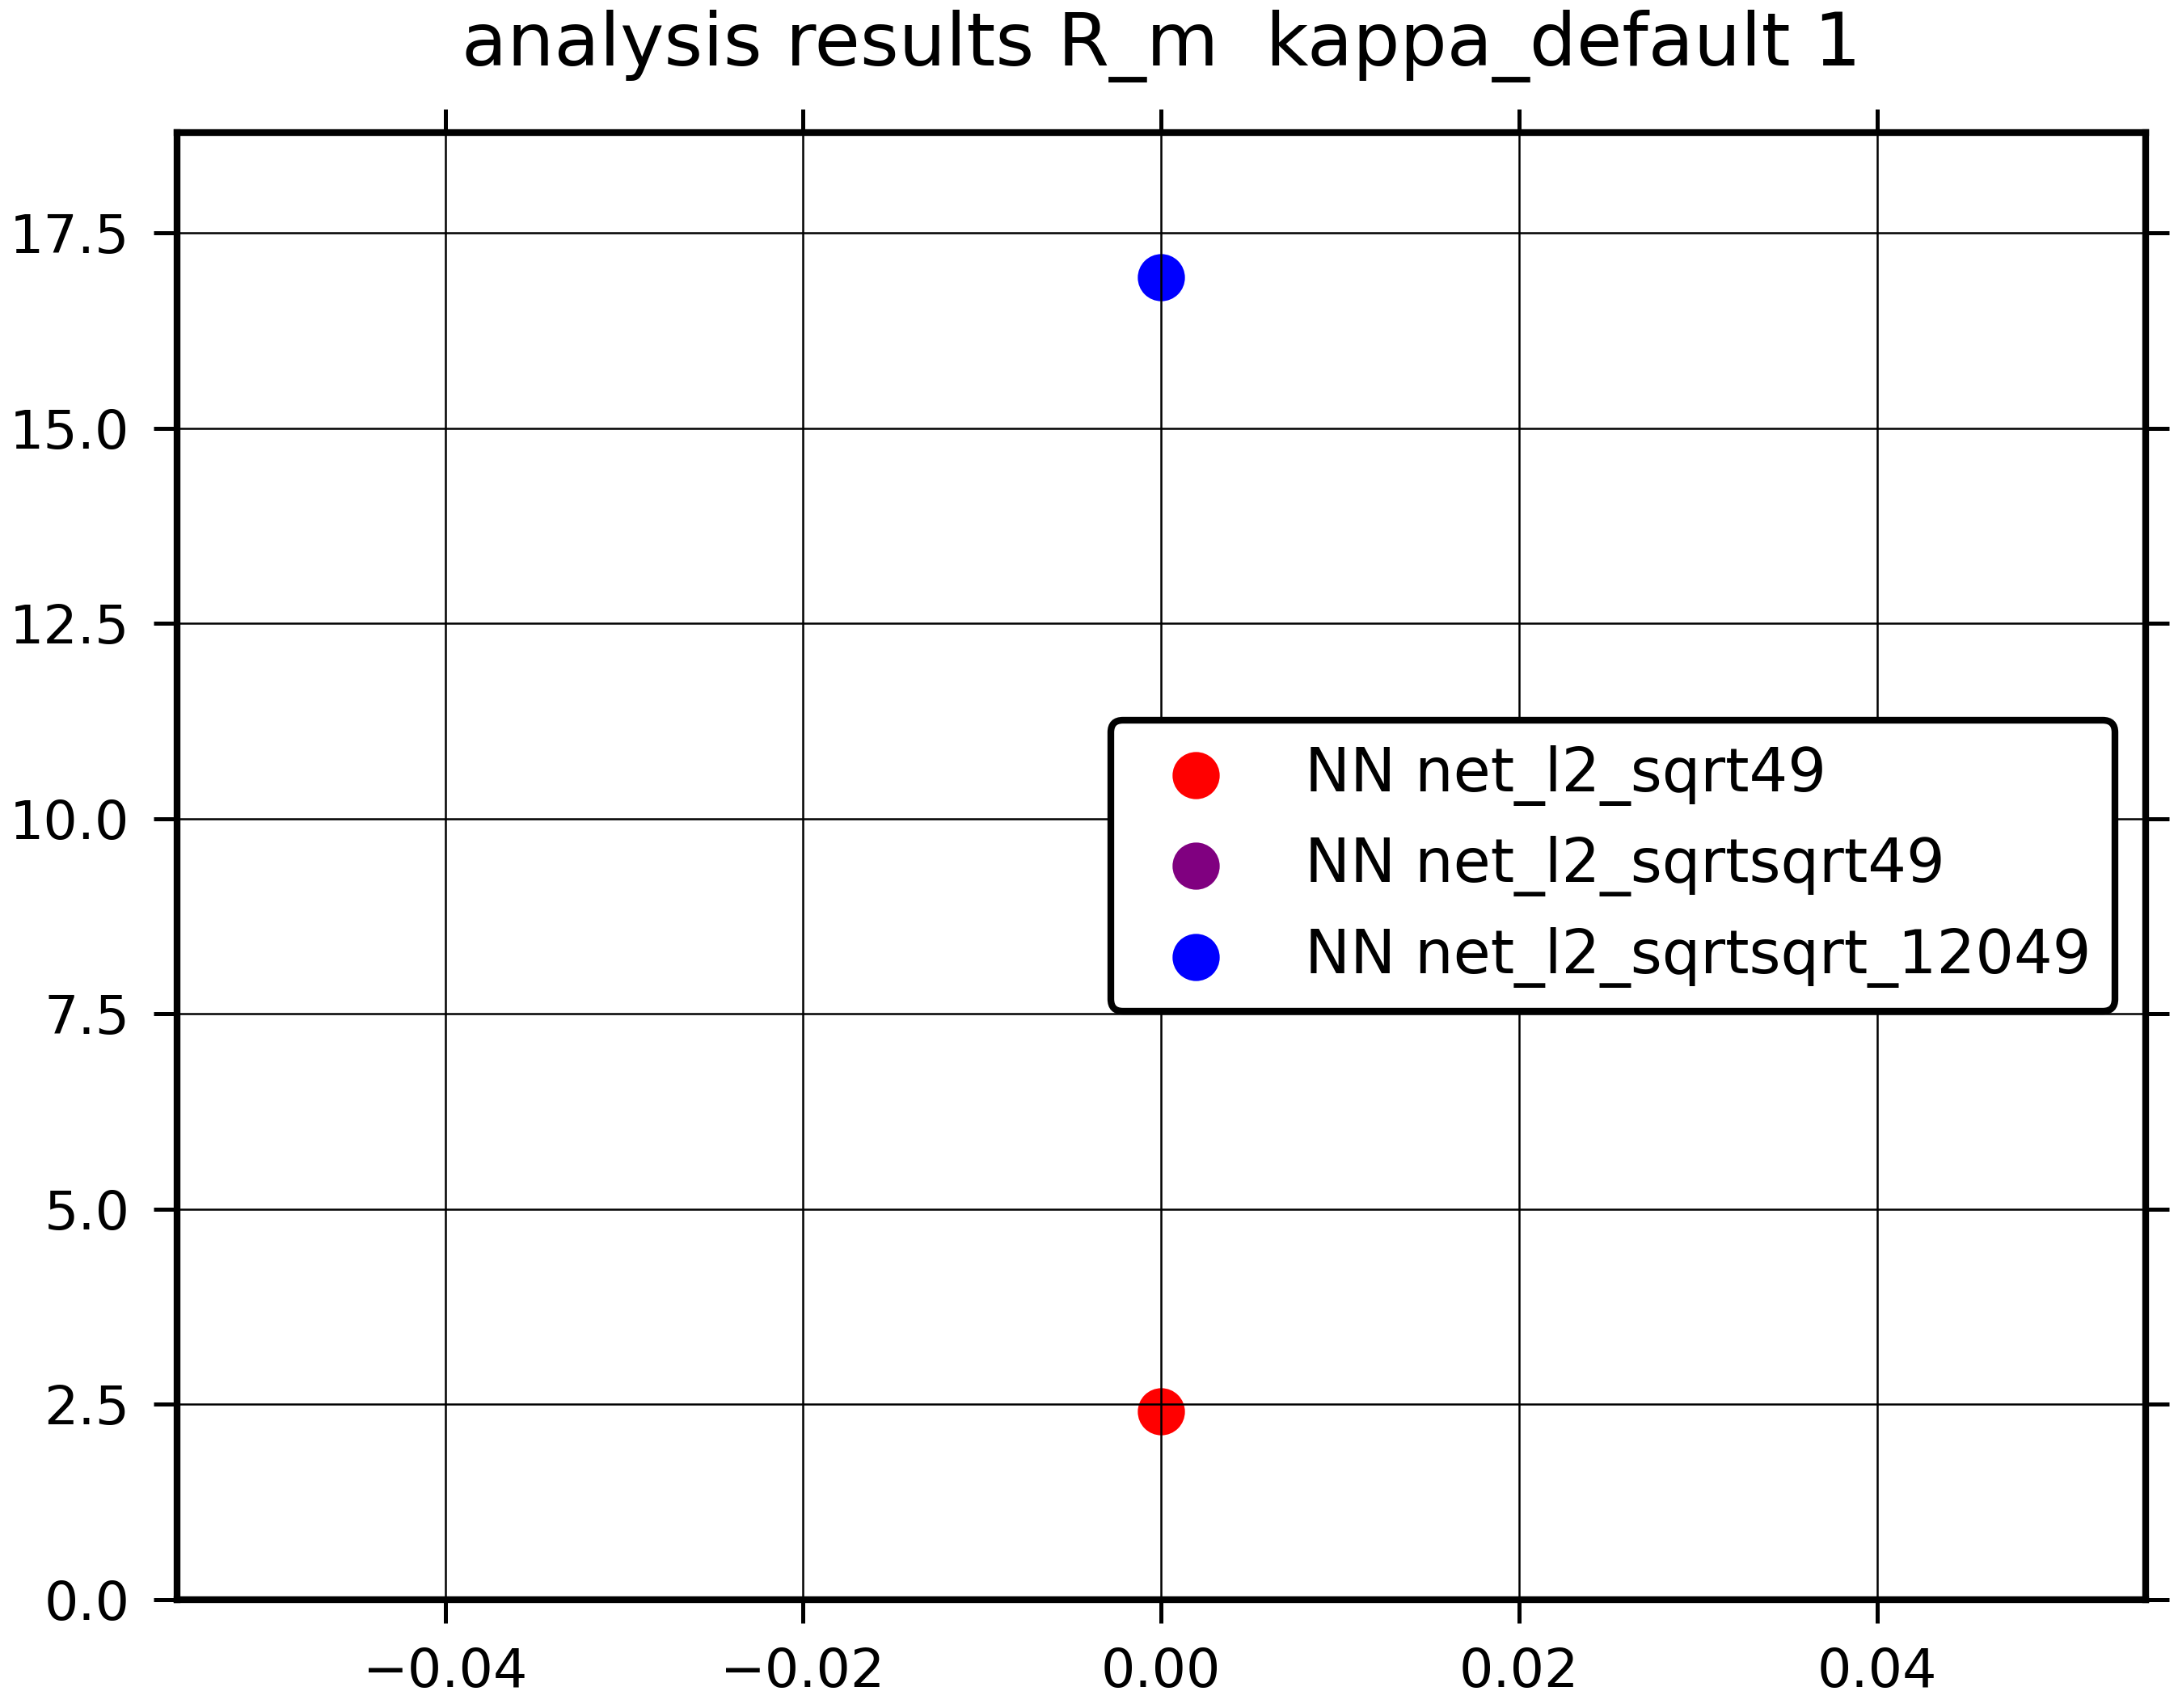 analysis results R_m  kappa_default 1
17.5
15.0
12.5
10.0
7.5
5.0
2.5
0.0
NN net_l2_sqrt49
NN net_l2_sqrtsqrt49
NN net_l2_sqrtsqrt_12049
−0.04 −0.02 0.00 0.02 0.04